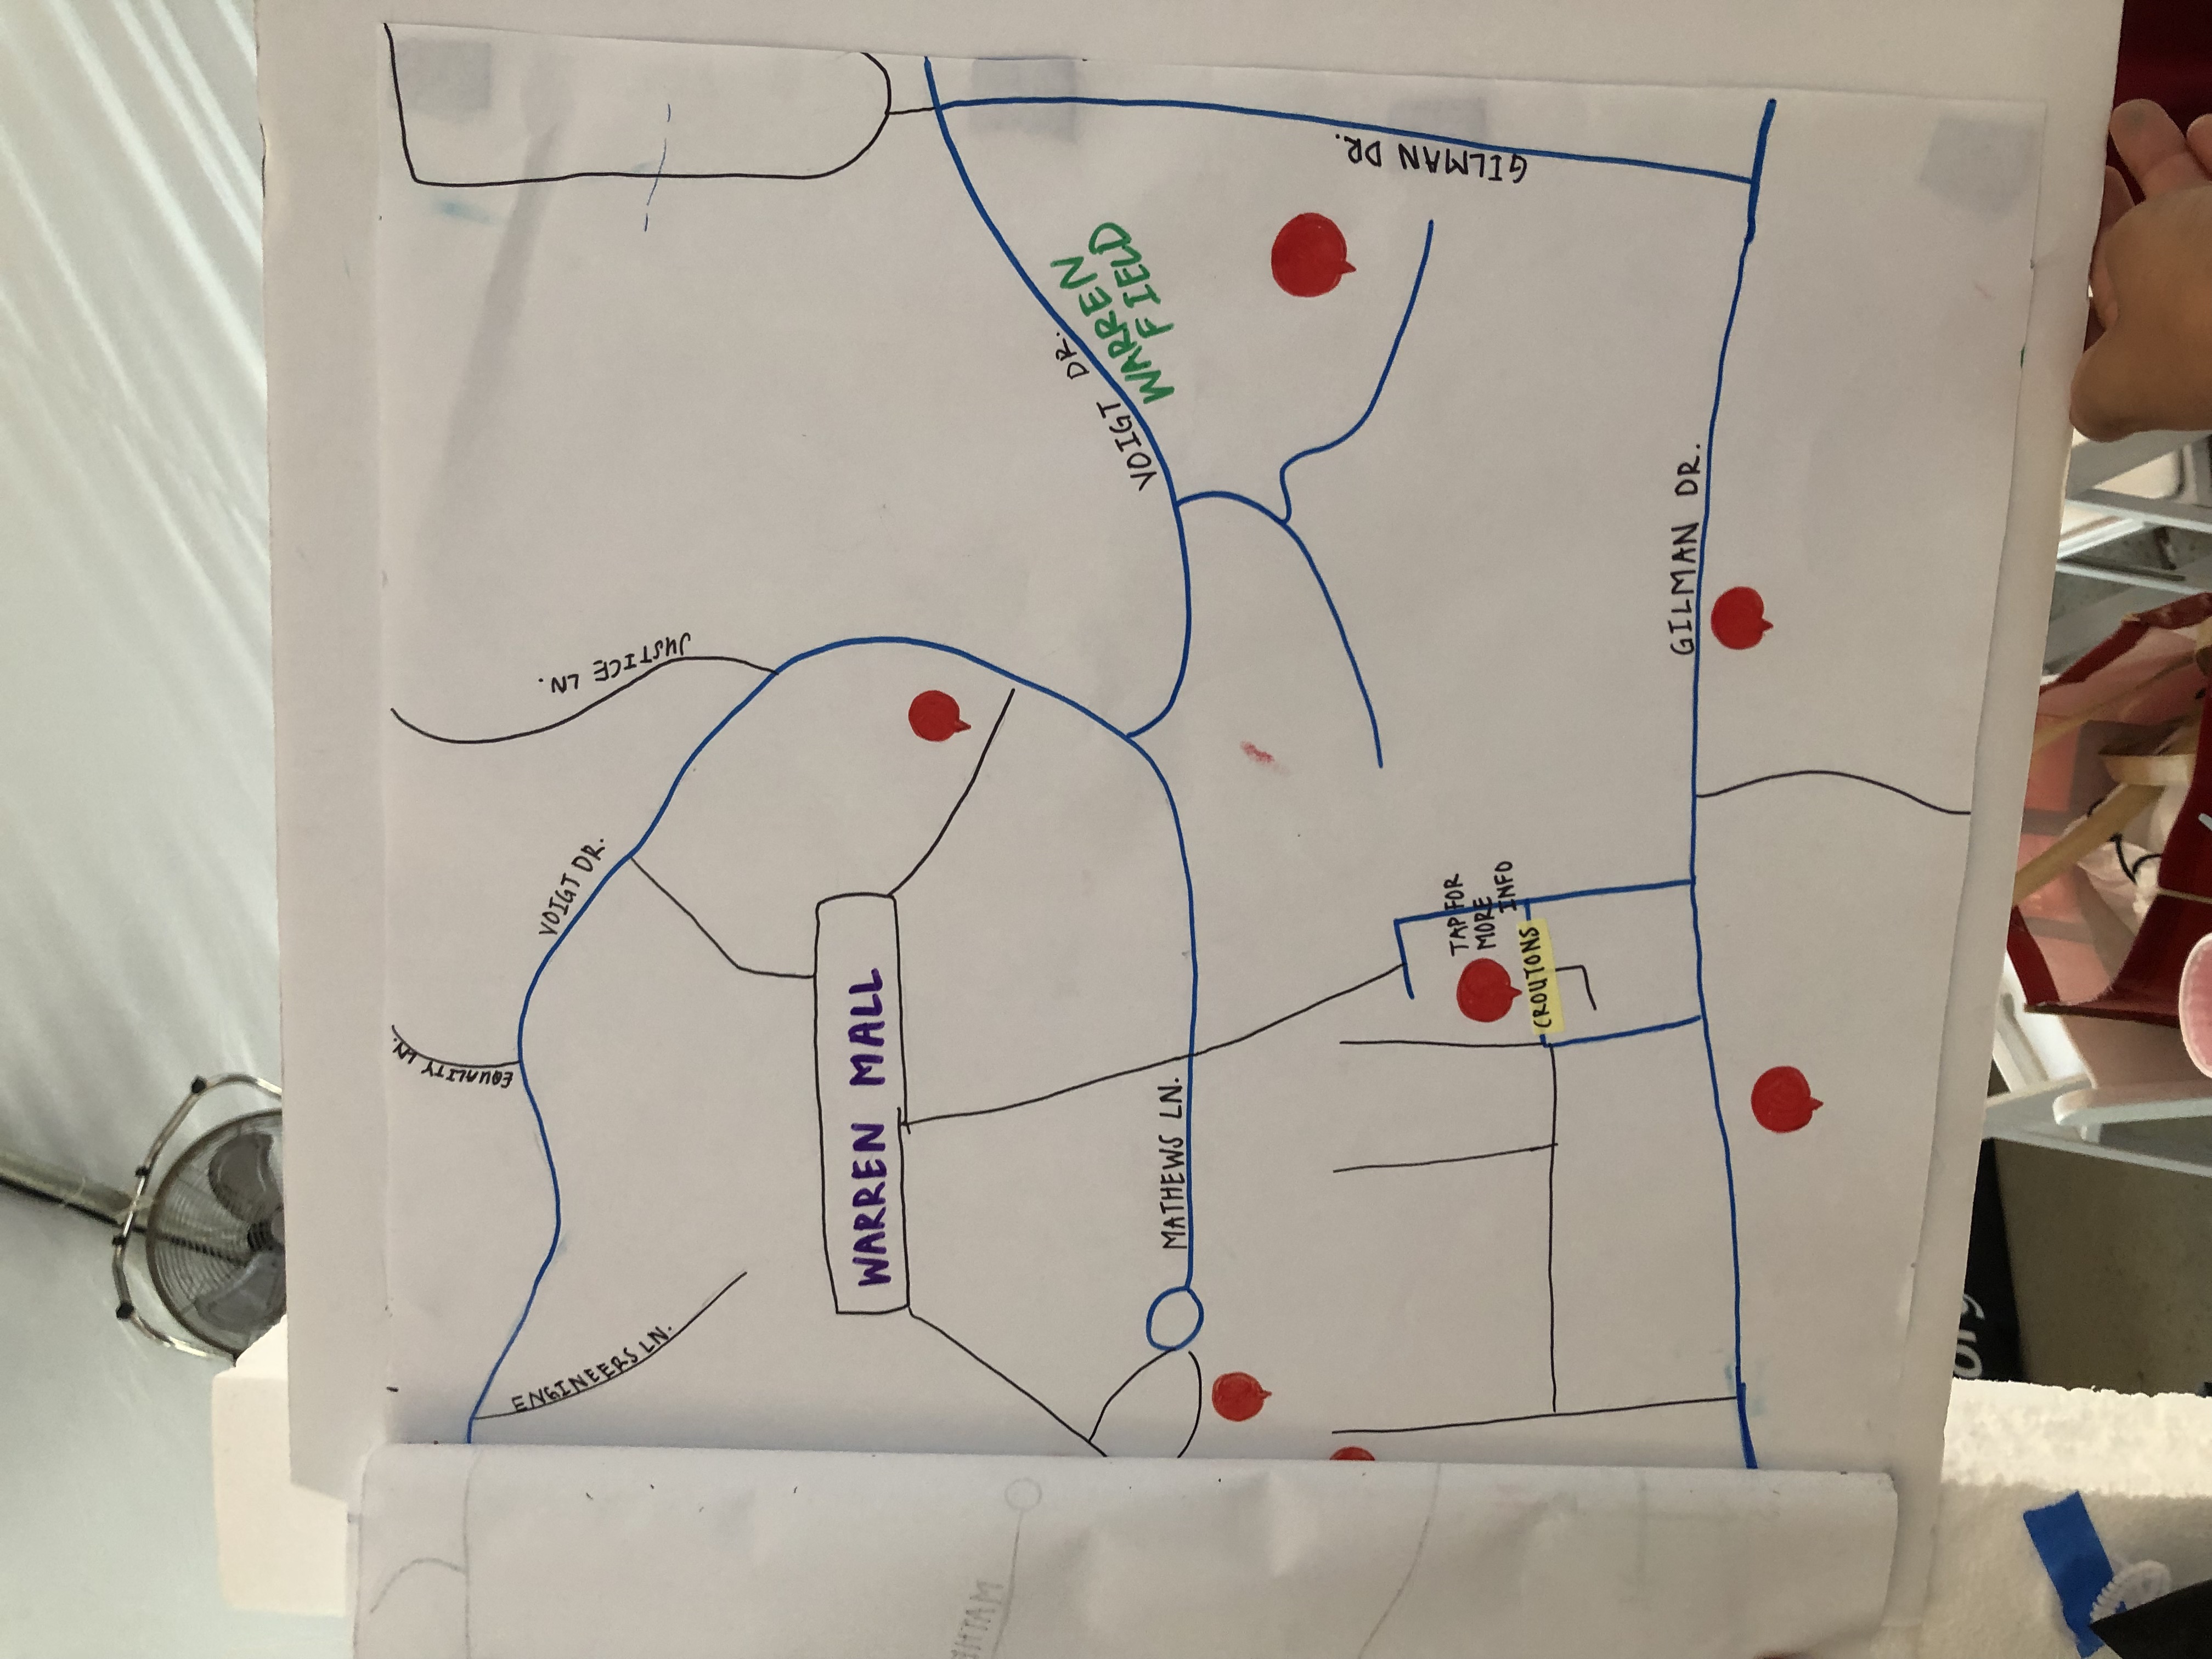 EQUALITY LN.
VOIGT DR.
ENGINEERS LN.
JUSTICE LN.
WARREN MALL
VOIGT DR.
WARREN
FIELD
MATHEWS LN.
GILMAN DR.
TAP FOR
MORE
INFO
CROUTONS
GILMAN DR.